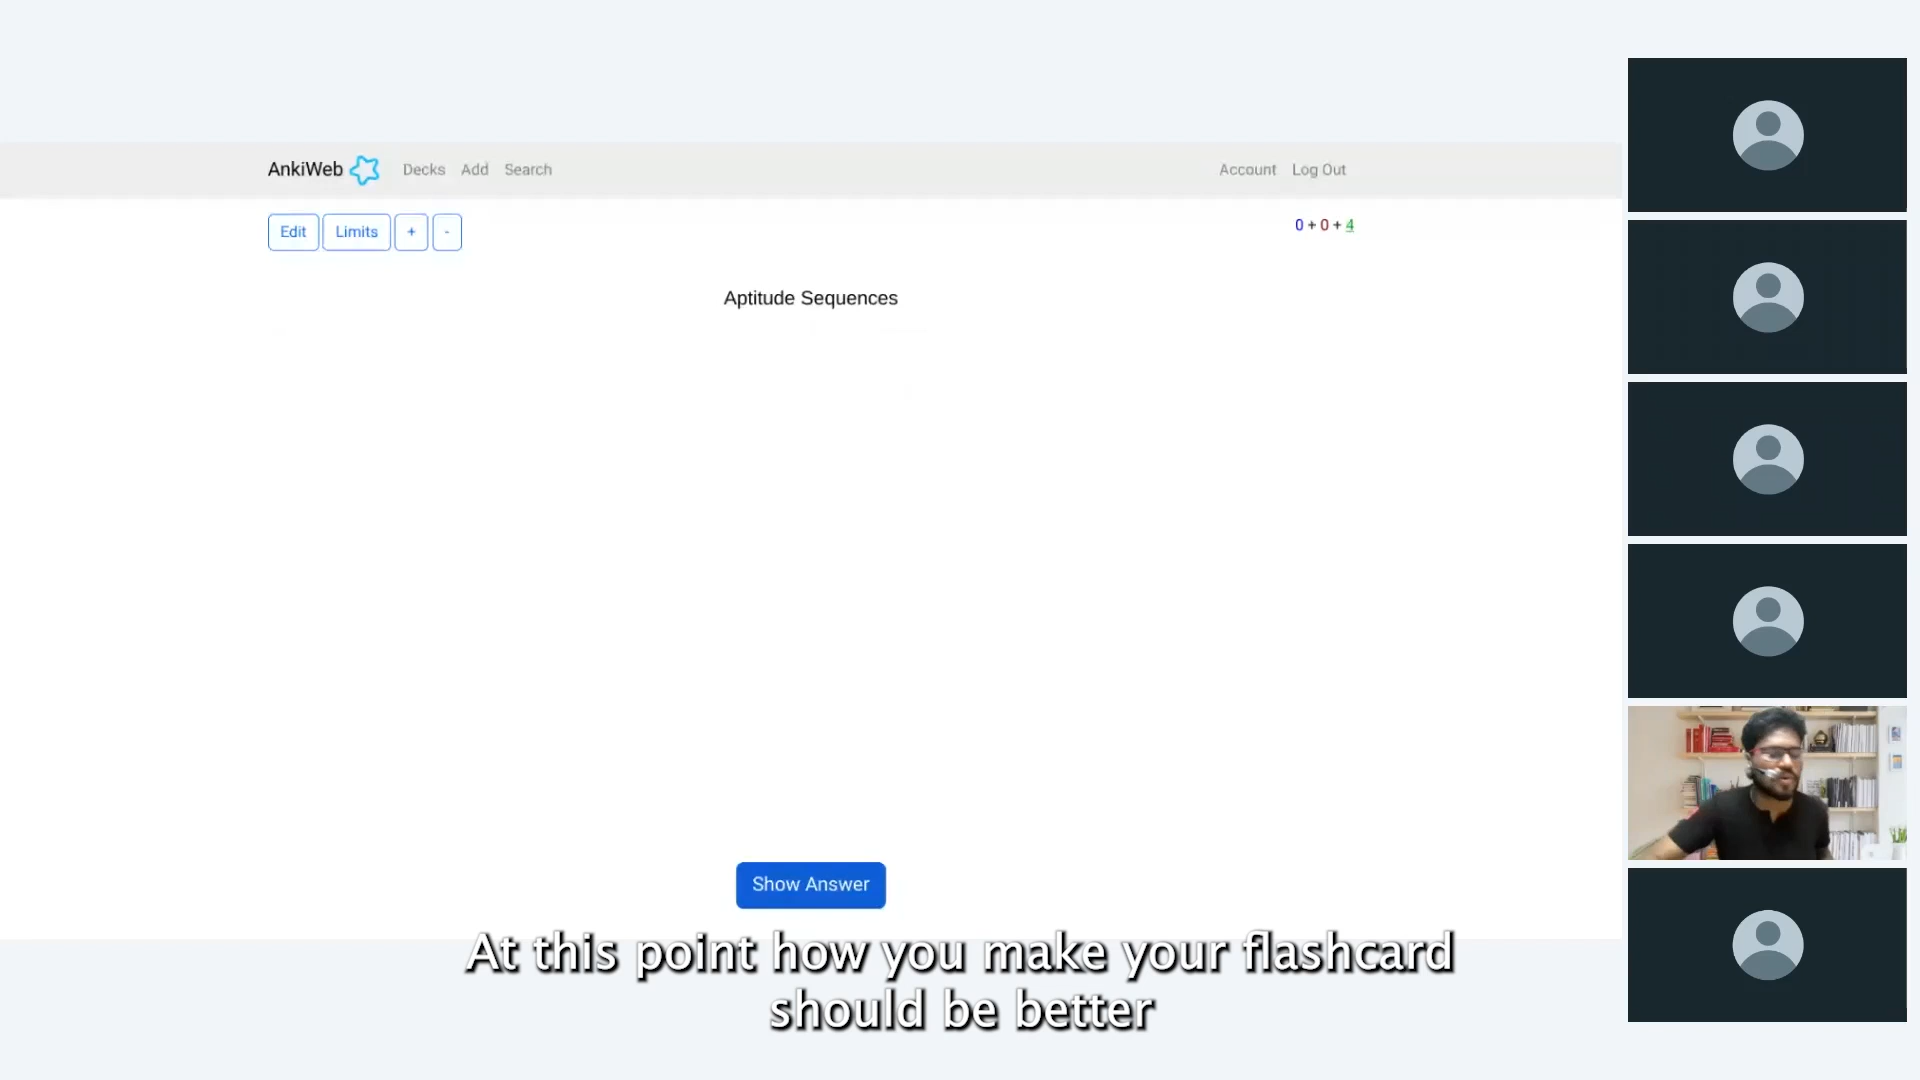 AnkiWeb Decks Add Search Account Log Out
Edit Limits + - 0 + 0 + 4
Aptitude Sequences
Show Answer
At this point how you make your flashcard
should be better